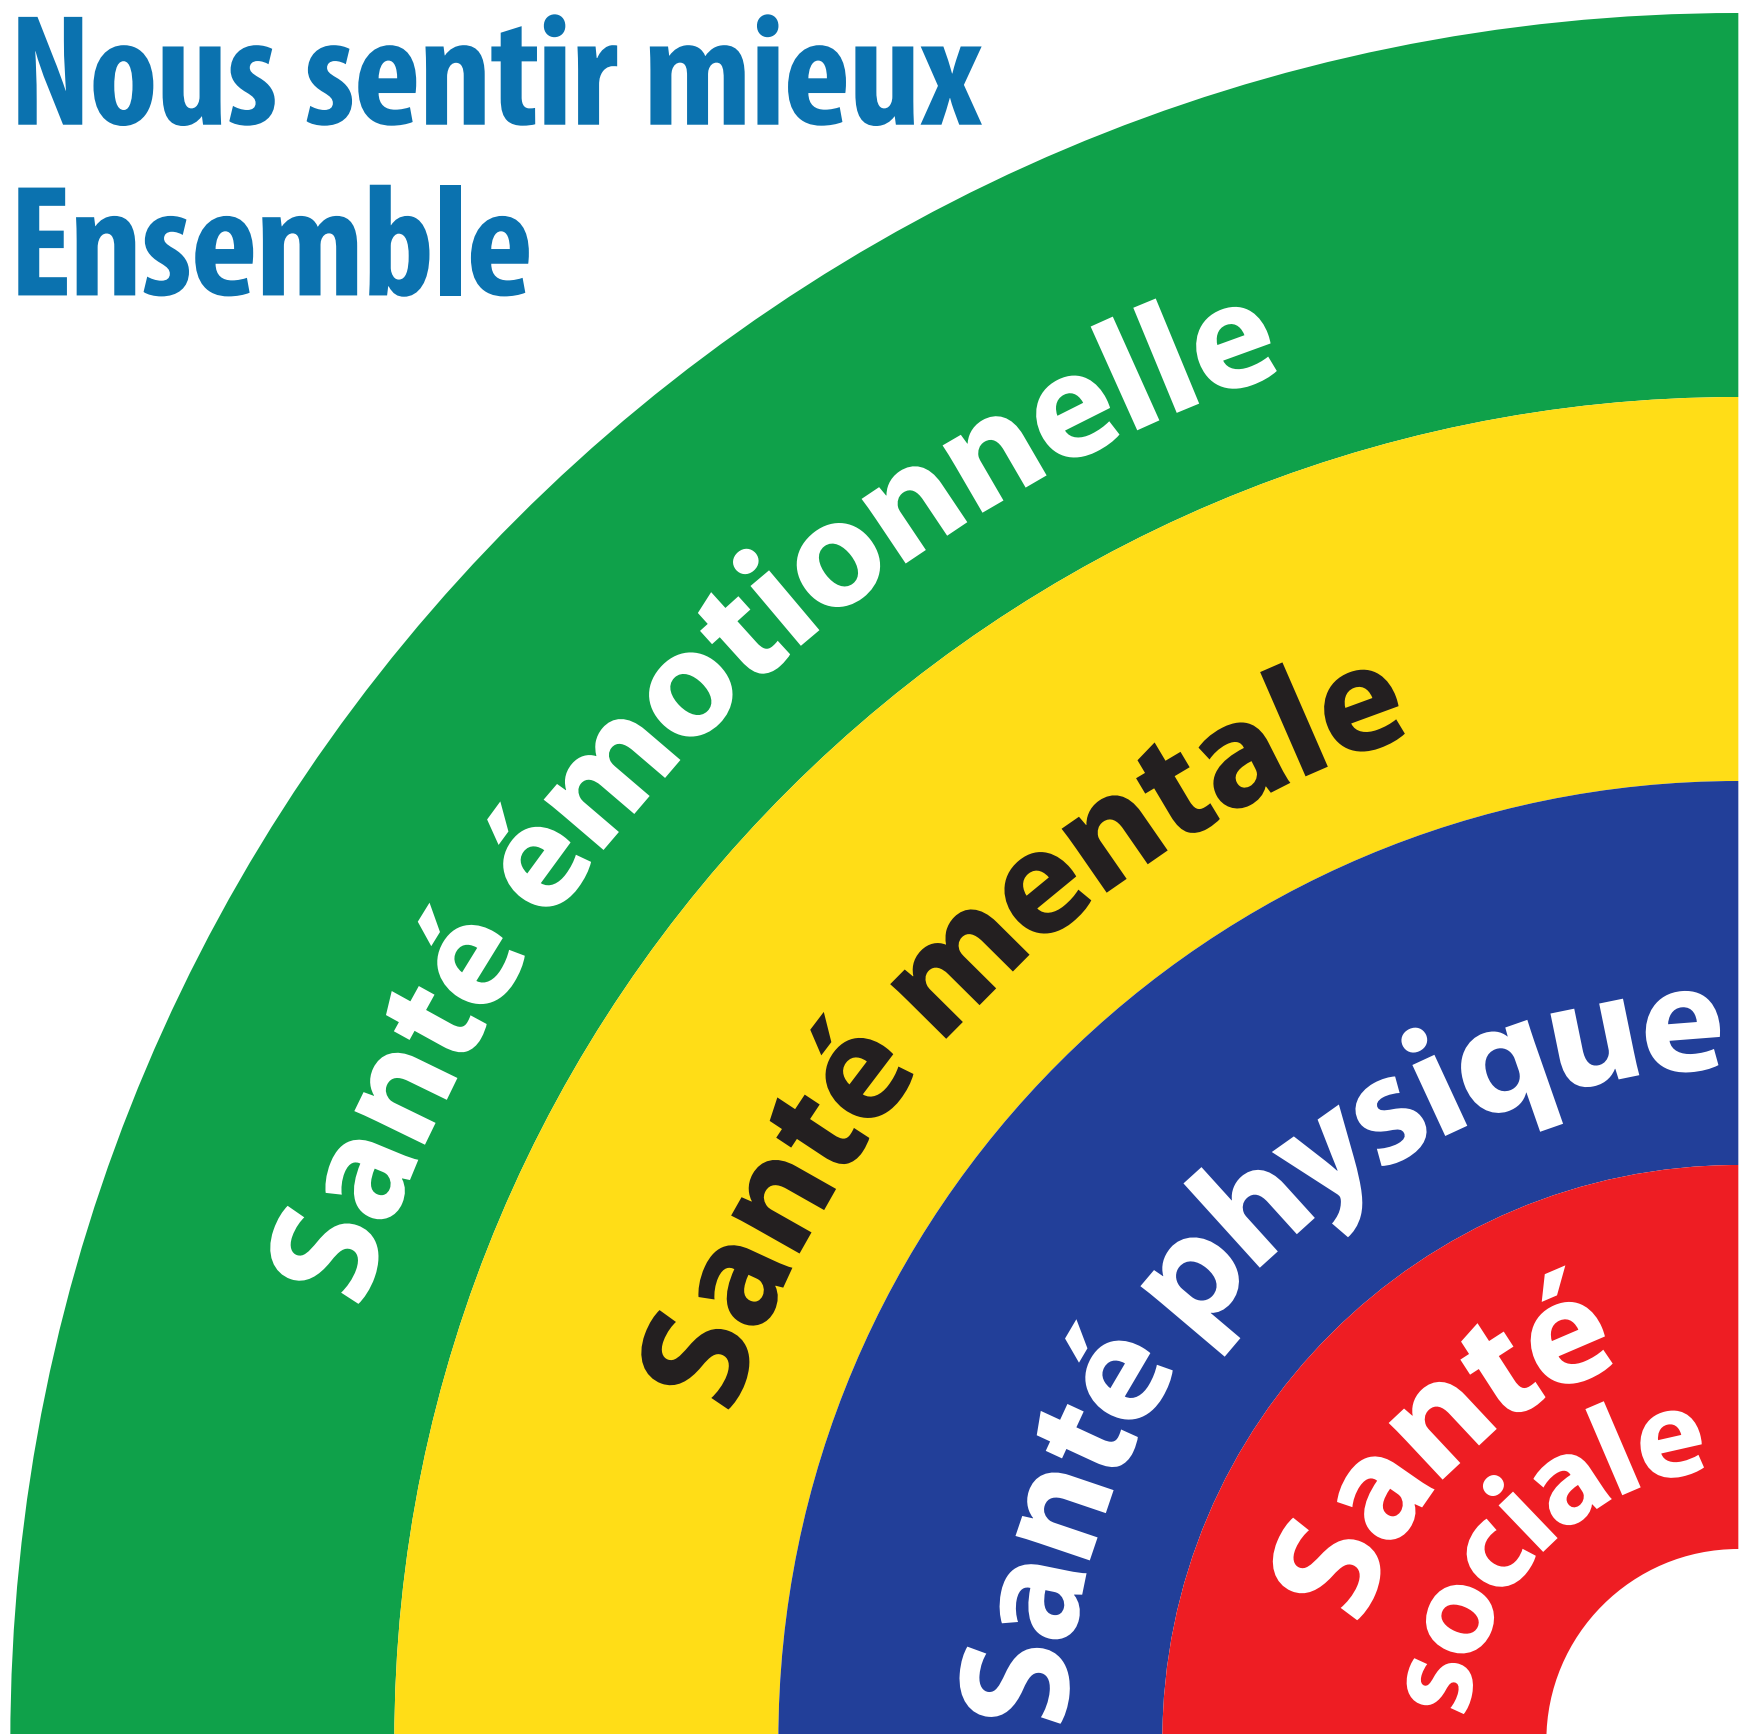 Nous sentir mieux
Ensemble
Santé émotionnelle
Santé mentale
Santé physique
Santé
sociale